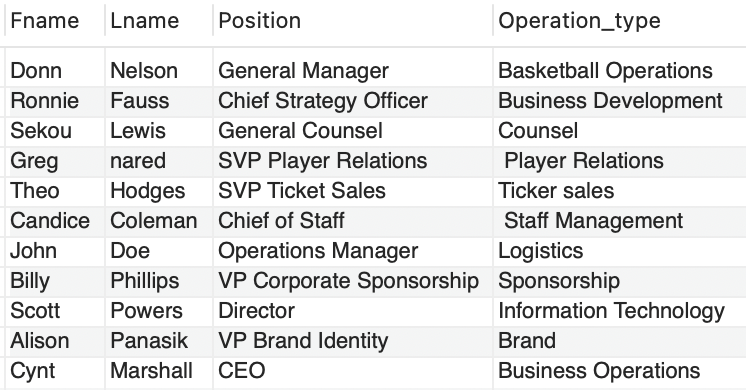 Fname Lname Position Operation_type
Donn Nelson General Manager Basketball Operations
Ronnie Fauss Chief Strategy Officer Business Development
Sekou Lewis General Counsel Counsel
Greg nared SVP Player Relations Player Relations
Theo Hodges SVP Ticket Sales Ticker sales
Candice Coleman Chief of Staff Staff Management
John Doe Operations Manager Logistics
Billy Phillips VP Corporate Sponsorship Sponsorship
Scott Powers Director Information Technology
Alison Panasik VP Brand Identity Brand
Cynt Marshall CEO Business Operations